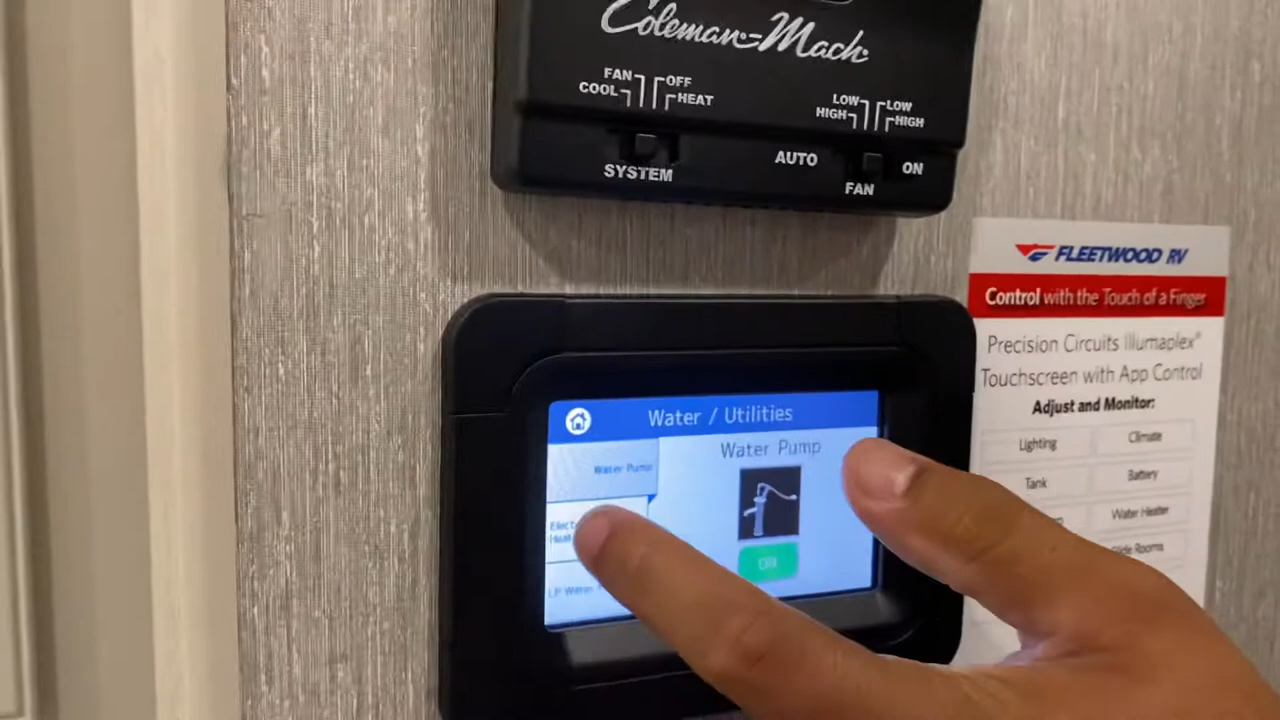 Coleman-Mach
FAN OFF
COOL HEAT
LOW LOW
HIGH HIGH
AUTO ON
SYSTEM
FAN
FLEETWOOD RV
Control with the Touch of a Finger
Precision Circuits Illumaplex®
Touchscreen with App Control
Adjust and Monitor:
Lighting Climate
Tank Battery
Water Heater
Slide Rooms
Water / Utilities
Water Pump
Water Pump
ON
LP Water